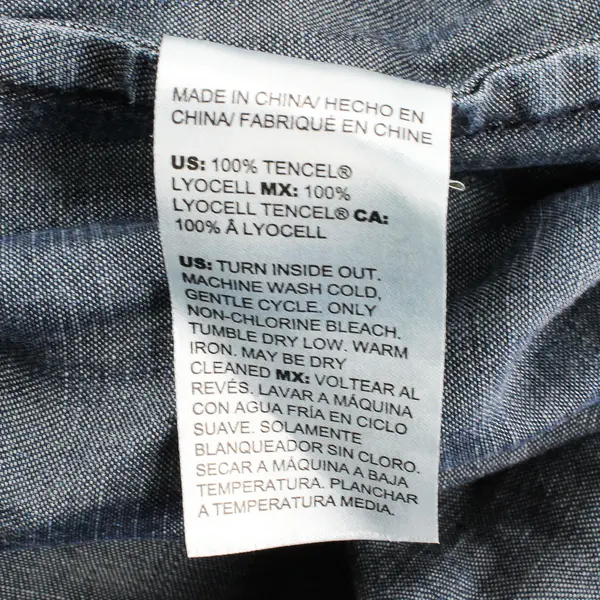 MADE IN CHINA/ HECHO EN
CHINA/ FABRIQUÉ EN CHINE
US: 100% TENCEL®
LYOCELL MX: 100%
LYOCELL TENCEL® CA:
100% Â LYOCELL
US: TURN INSIDE OUT.
MACHINE WASH COLD,
GENTLE CYCLE. ONLY
NON-CHLORINE BLEACH.
TUMBLE DRY LOW. WARM
IRON. MAY BE DRY
CLEANED MX: VOLTEAR AL
REVÉS. LAVAR A MÁQUINA
CON AGUA FRÍA EN CICLO
SUAVE. SOLAMENTE
BLANQUEADOR SIN CLORO.
SECAR A MÁQUINA A BAJA
TEMPERATURA. PLANCHAR
A TEMPERATURA MEDIA.